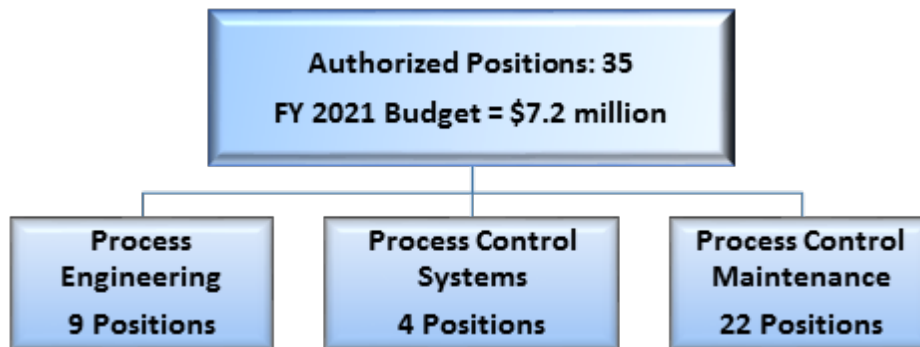 Authorized Positions: 35
FY 2021 Budget = $7.2 million
Process
Engineering
9 Positions
Process Control
Systems
4 Positions
Process Control
Maintenance
22 Positions